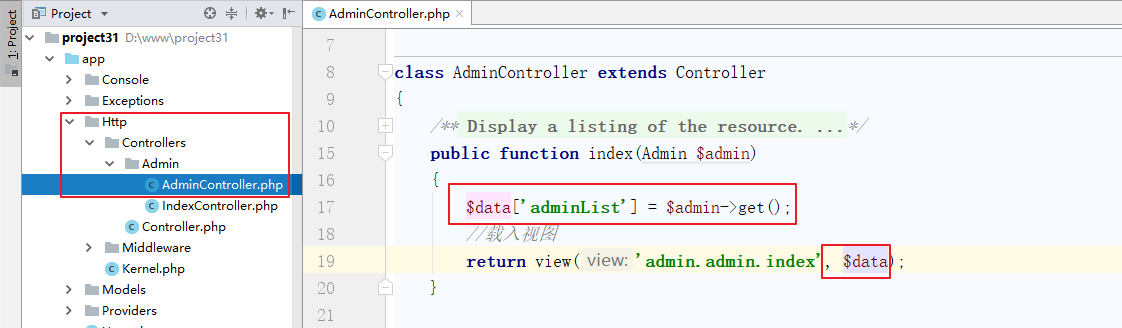 1: Project
Project
project31 D:\www\project31
app
Console
Exceptions
Http
Controllers
Admin
AdminController.php
IndexController.php
Controller.php
Middleware
Kernel.php
Models
Providers
AdminController.php
7
8 class AdminController extends Controller
9 {
10 /** Display a listing of the resource. ...*/
15 public function index(Admin $admin)
16 {
17 $data['adminList'] = $admin->get();
18 //载入视图
19 return view( view: 'admin.admin.index', $data);
20 }
21